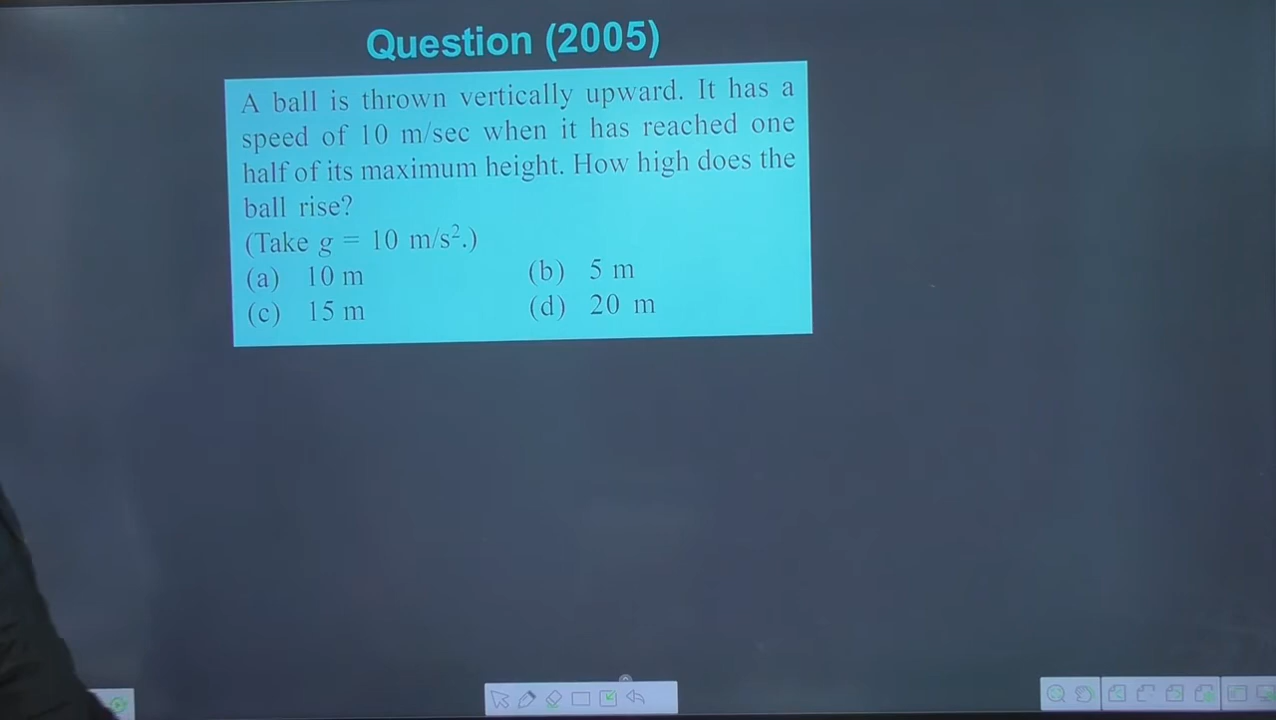 Question (2005)
A ball is thrown vertically upward. It has a
speed of 10 m/sec when it has reached one
half of its maximum height. How high does the
ball rise?
(Take g = 10 m/s².)
(a) 10 m (b) 5 m
(c) 15 m (d) 20 m